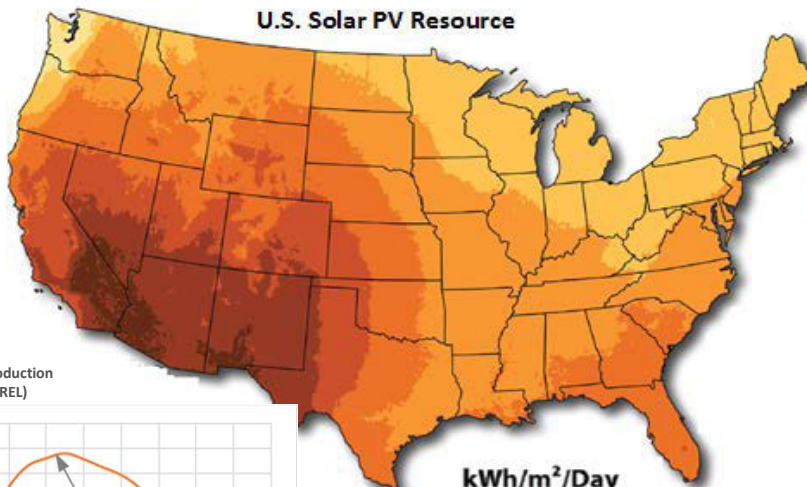 U.S. Solar PV Resource
oduction
REL)
kWh/m²/Day